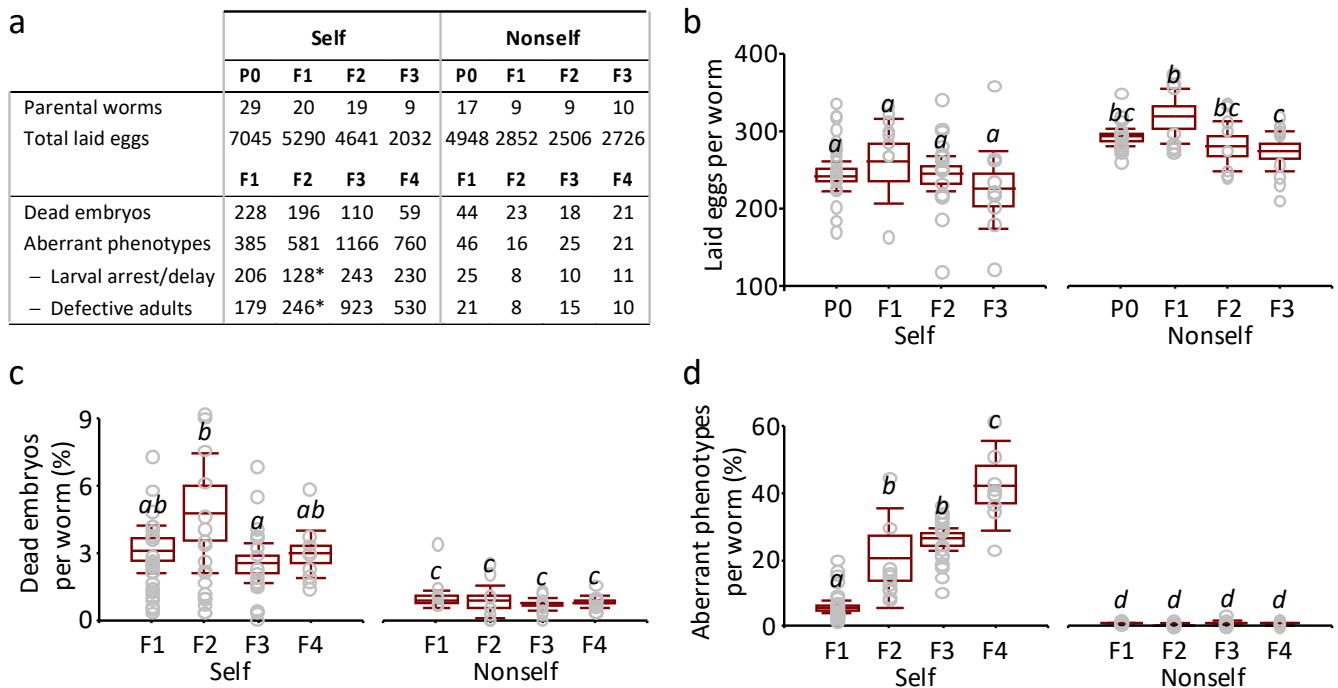 a
Self Nonself
P0 F1 F2 F3 P0 F1 F2 F3
Parental worms 29 20 19 9 17 9 9 10
Total laid eggs 7045 5290 4641 2032 4948 2852 2506 2726
F1 F2 F3 F4 F1 F2 F3 F4
Dead embryos 228 196 110 59 44 23 18 21
Aberrant phenotypes 385 581 1166 760 46 16 25 21
– Larval arrest/delay 206 128* 243 230 25 8 10 11
– Defective adults 179 246* 923 530 21 8 15 10
b
Laid eggs per worm
400
300
200
100
a a a a
bc b bc c
P0 F1 F2 F3
Self
P0 F1 F2 F3
Nonself
c
Dead embryos
per worm (%)
9
6
3
0
ab b a ab
c c c c
F1 F2 F3 F4
Self
F1 F2 F3 F4
Nonself
d
Aberrant phenotypes
per worm (%)
60
40
20
0
a b b c
d d d d
F1 F2 F3 F4
Self
F1 F2 F3 F4
Nonself